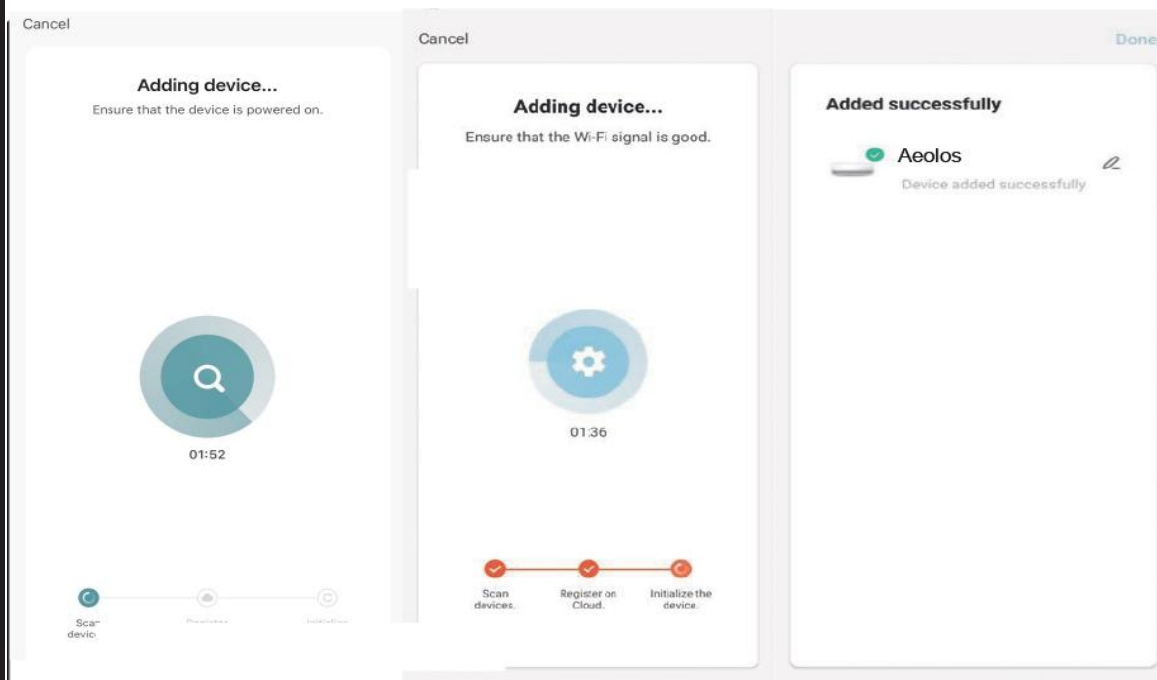 Cancel
Adding device...
Ensure that the device is powered on.
01:52
Scan
device
Cancel
Adding device...
Ensure that the Wi-Fi signal is good.
01:36
Scan
devices.
Register on
Cloud.
Initialize the
device.
Done
Added successfully
Aeolos
Device added successfully